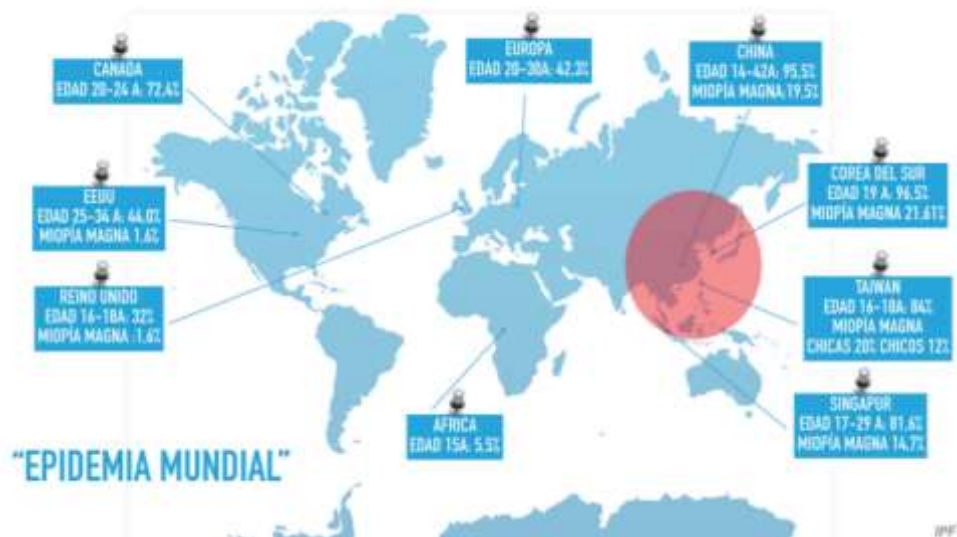 CANADA
EDAD 20-24 A: 72,4%
EUROPA
EDAD 20-30A: 42,3%
CHINA
EDAD 14-42A: 95,5%
MIOPÍA MAGNA,19,5%
EEUU
EDAD 25-34 A: 44,0%
MIOPÍA MAGNA 1,6%
COREA DEL SUR
EDAD 19 A: 96,5%
MIOPÍA MAGNA 21,61%
REINO UNIDO
EDAD 16-18A: 32%
MIOPÍA MAGNA :1,6%
TAIWAN
EDAD 16-18A: 84%
MIOPÍA MAGNA
CHICAS 20% CHICOS 12%
ÁFRICA
EDAD 15A: 5,5%
SINGAPUR
EDAD 17-29 A: 81,6%
MIOPÍA MAGNA 14,7%
"EPIDEMIA MUNDIAL"